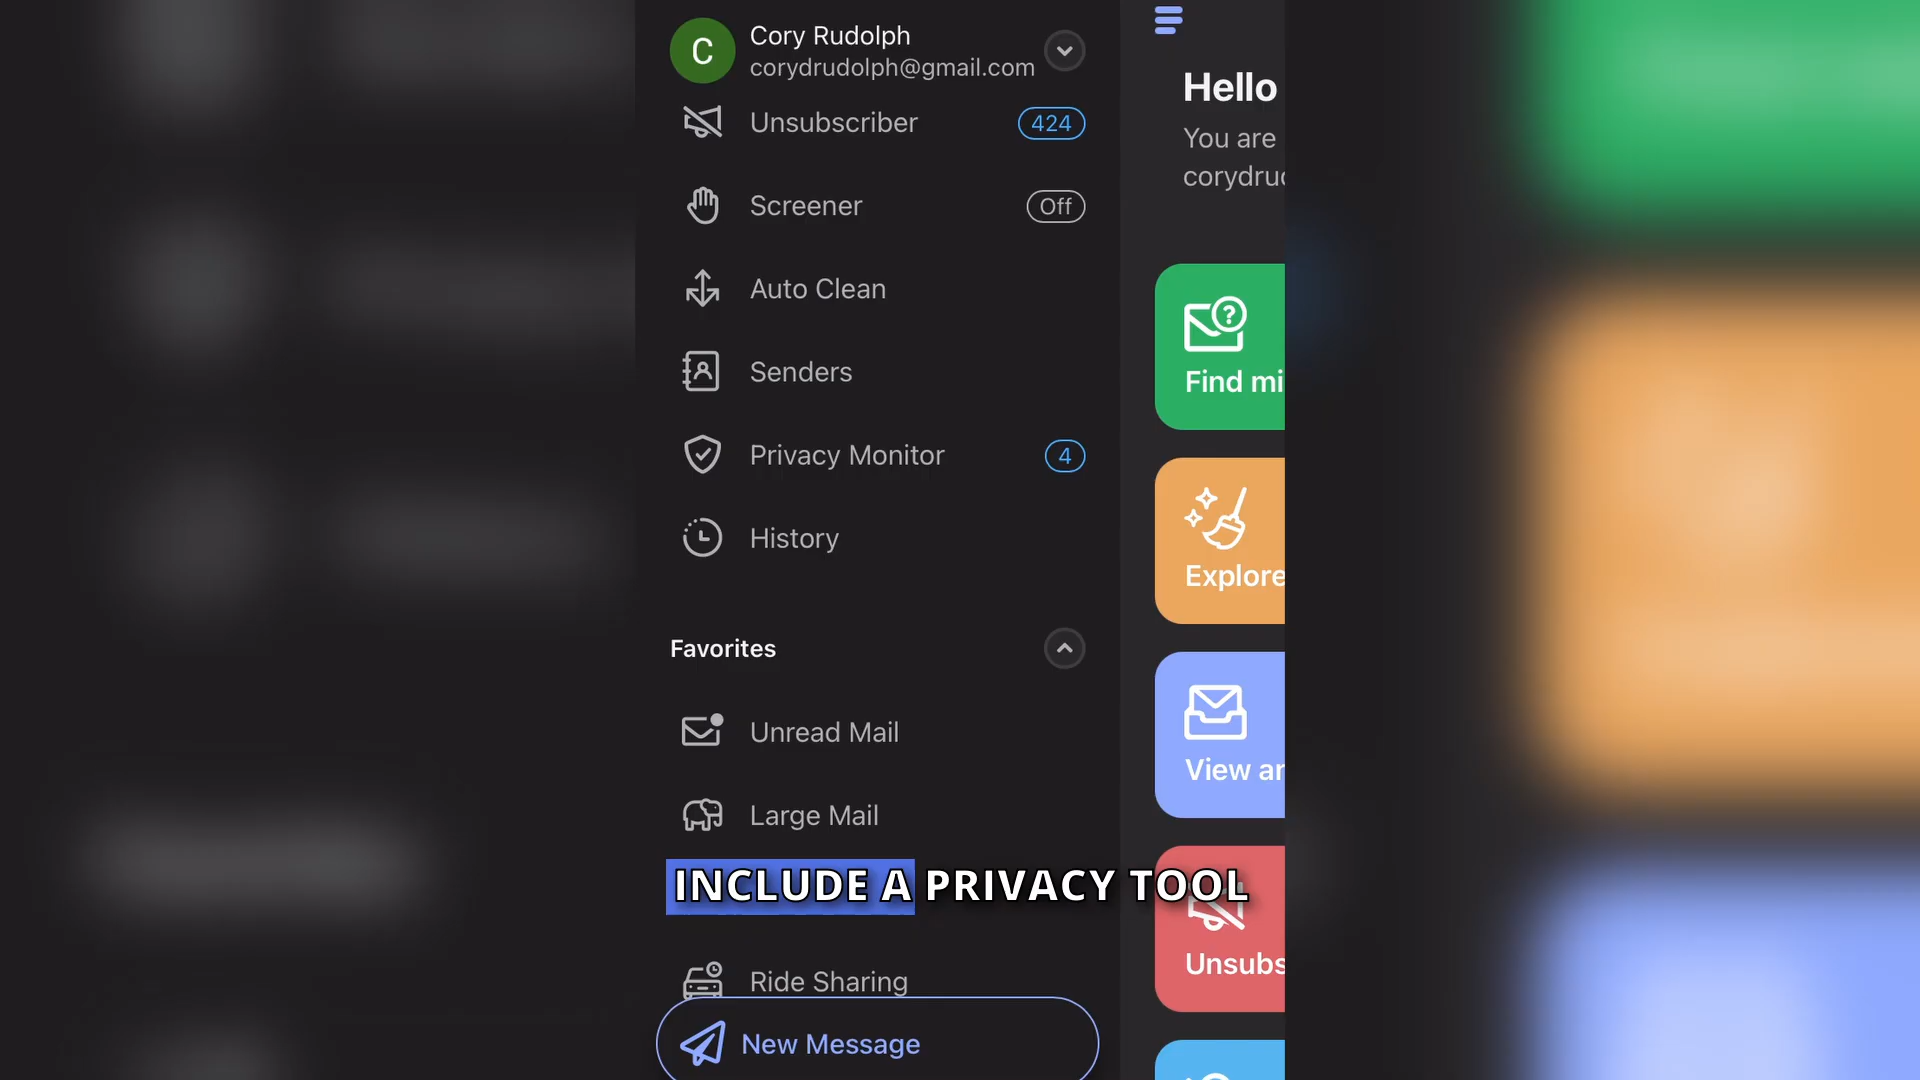 C
Cory Rudolph
corydrudolph@gmail.com
Unsubscriber
424
Screener
Off
Auto Clean
Senders
Privacy Monitor
4
History
Favorites
Unread Mail
Large Mail
INCLUDE A PRIVACY TOOL
Ride Sharing
New Message
Hello
You are
corydrud
?
Find mi
Explore
View ar
Unsubs